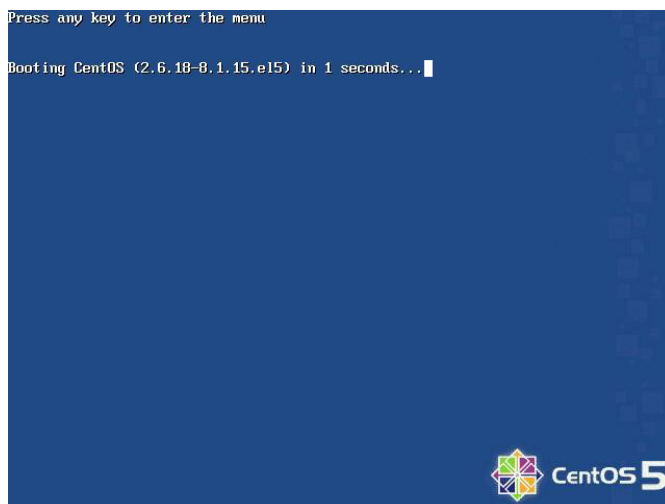 Press any key to enter the menu
Booting CentOS (2.6.18-8.1.15.el5) in 1 seconds...
CentOS 5